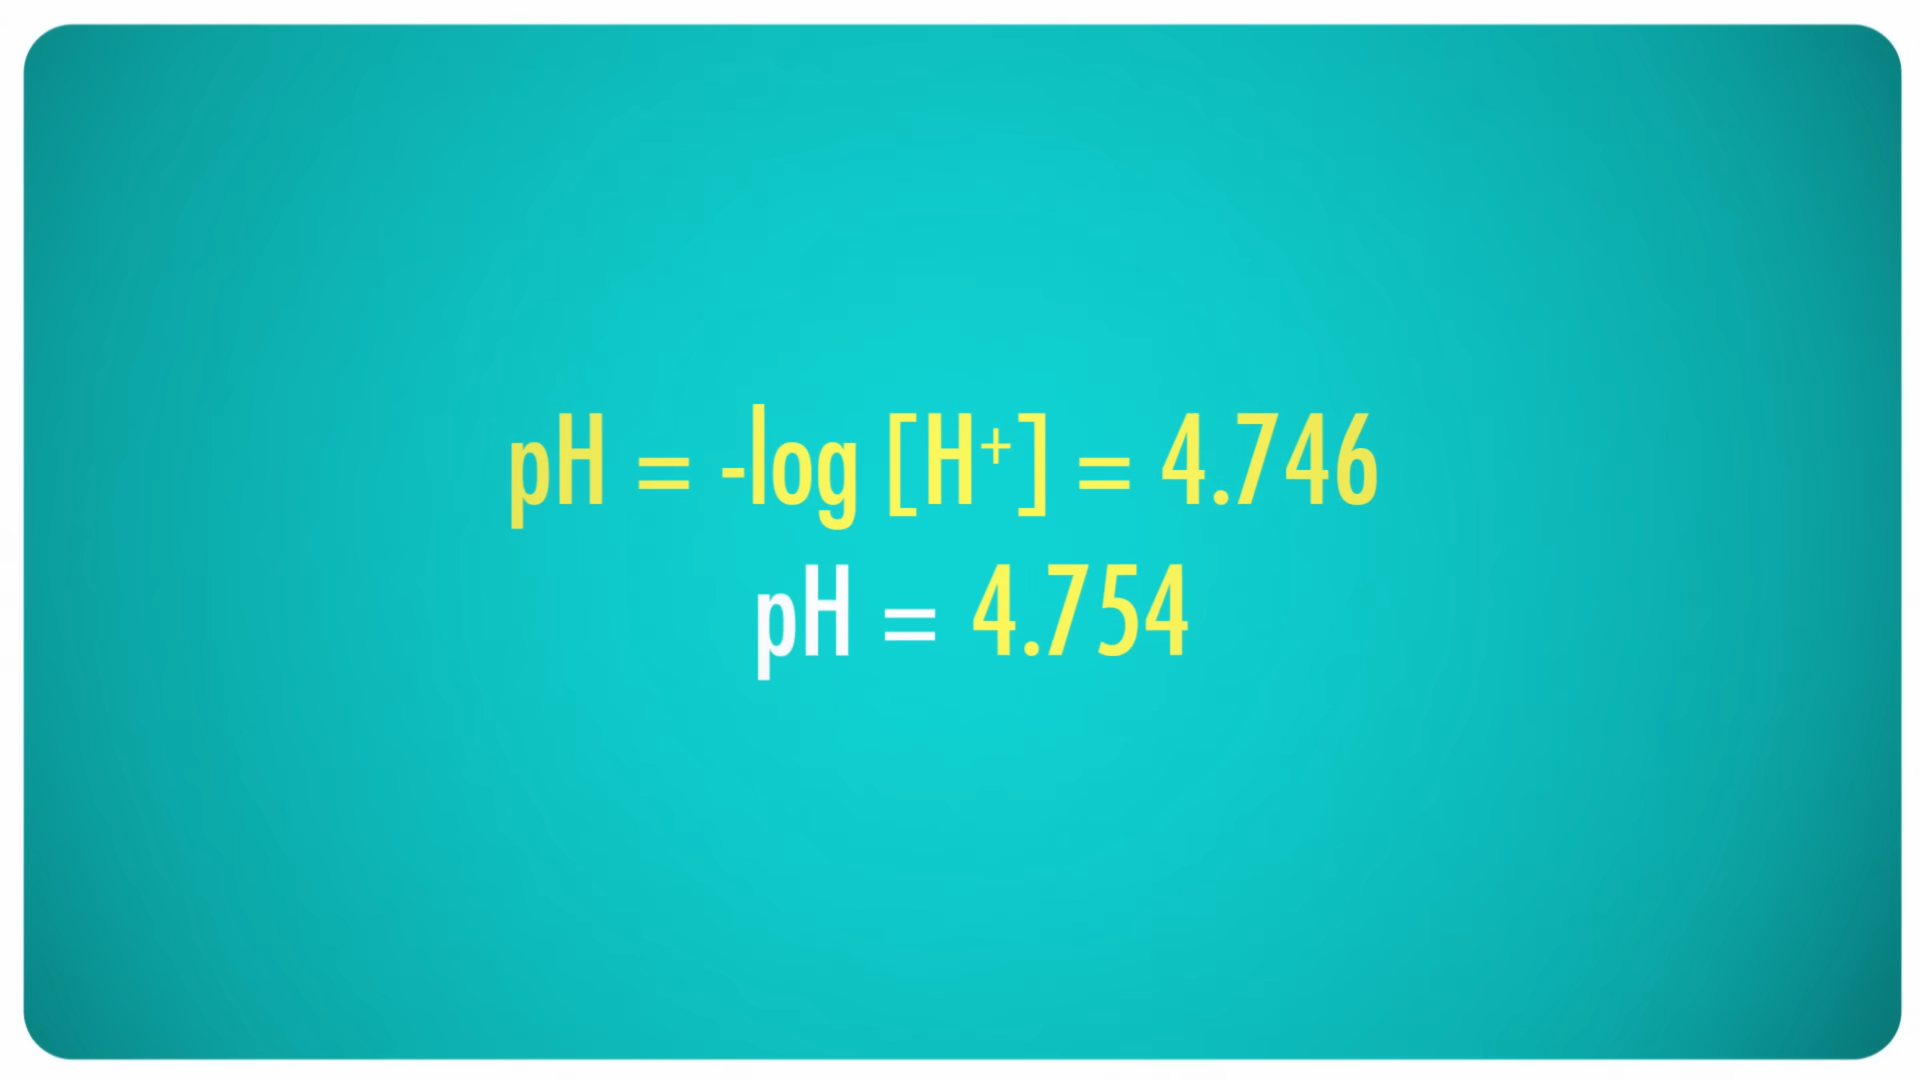 pH = -log [H⁺] = 4.746
pH = 4.754